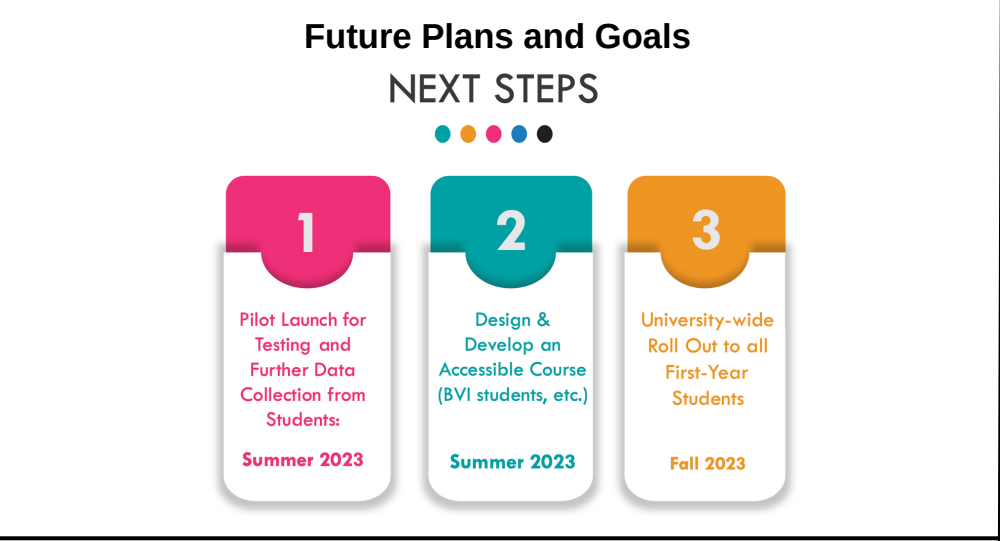 Future Plans and Goals
NEXT STEPS
1
Pilot Launch for
Testing and
Further Data
Collection from
Students:
Summer 2023
2
Design &
Develop an
Accessible Course
(BVI students, etc.)
Summer 2023
3
University-wide
Roll Out to all
First-Year
Students
Fall 2023